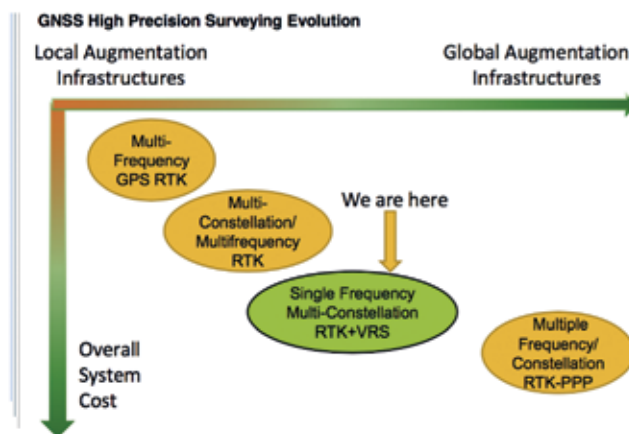 GNSS High Precision Surveying Evolution
Local Augmentation
Infrastructures
Global Augmentation
Infrastructures
Multi-
Frequency
GPS RTK
Multi-
Constellation/
Multifrequency
RTK
We are here
Single Frequency
Multi-Constellation
RTK+VRS
Multiple
Frequency/
Constellation
RTK-PPP
Overall
System
Cost